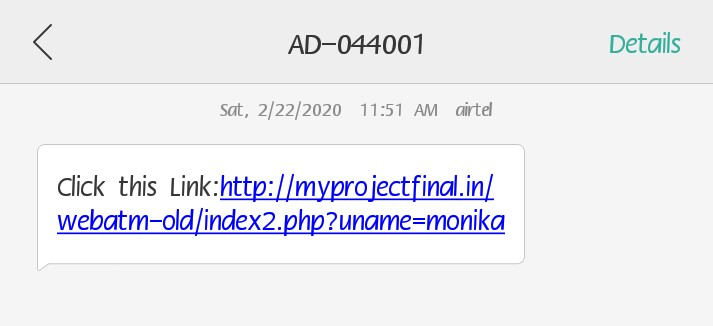 AD-044001
Details
Sat, 2/22/2020 11:51 AM airtel
Click this Link:http://myprojectfinal.in/
webatm-old/index2.php?uname=monika